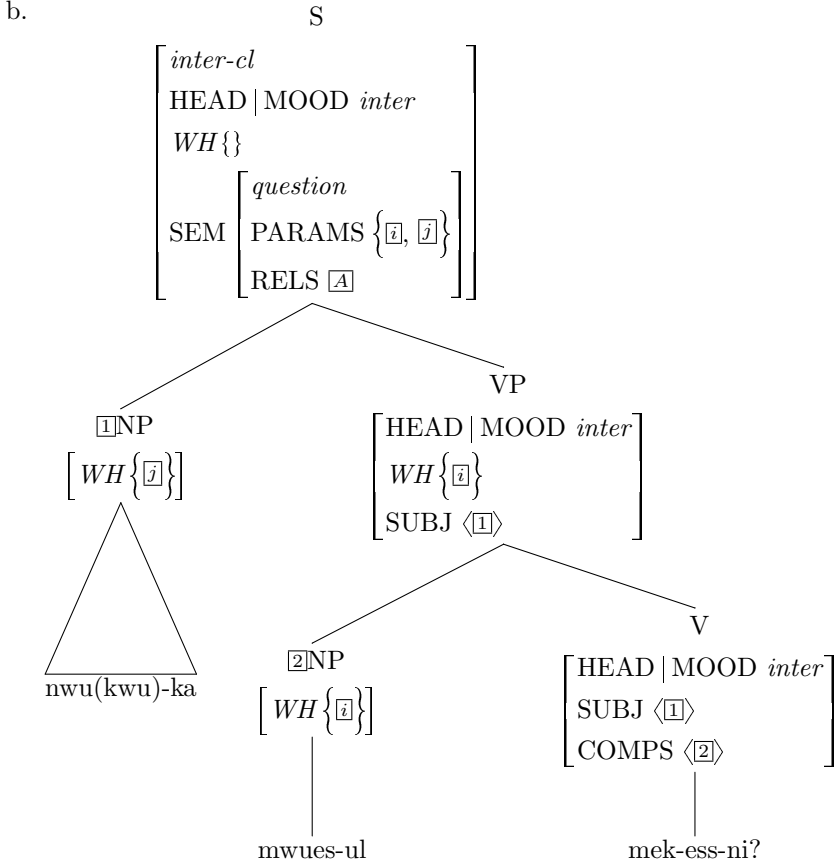 b.
S
inter-cl
HEAD | MOOD inter
WH {}
question
SEM PARAMS {i, j}
RELS A
VP
1NP
HEAD | MOOD inter
[WH {j}]
WH {i}
SUBJ ⟨1⟩
V
2NP
HEAD | MOOD inter
nwu(kwu)-ka
[WH {i}]
SUBJ ⟨1⟩
COMPS ⟨2⟩
mwues-ul mek-ess-ni?